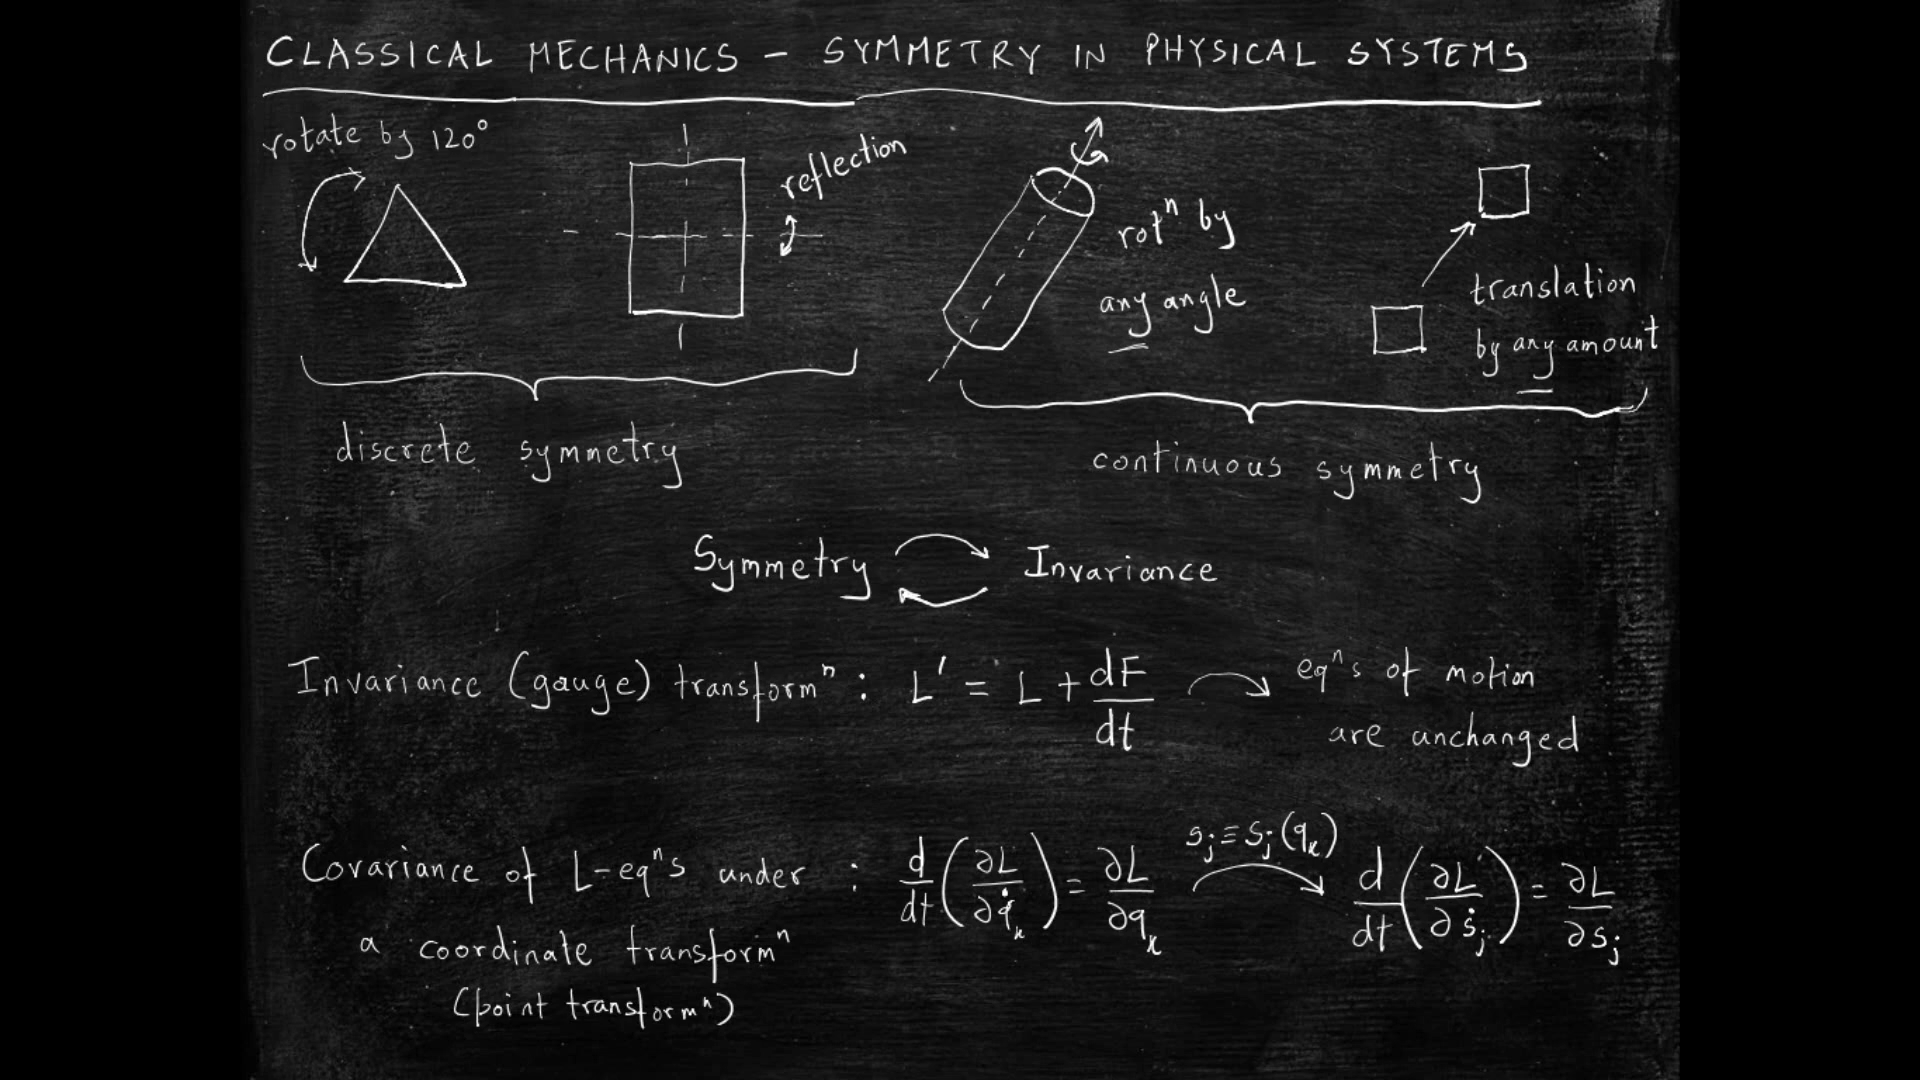 CLASSICAL MECHANICS - SYMMETRY IN PHYSICAL SYSTEMS
rotate by 120°
reflection
rotⁿ by
any angle
translation
by any amount
discrete symmetry
continuous symmetry
Symmetry Invariance
Invariance (gauge) transformⁿ : L' = L + dF/dt
eqⁿs of motion
are unchanged
Covariance of L-eqⁿs under :
a coordinate transformⁿ
(point transformⁿ)
d/dt (∂L/∂q̇ₖ) = ∂L/∂qₖ
sⱼ ≡ sⱼ(qₖ)
d/dt (∂L/∂ṡⱼ) = ∂L/∂sⱼ